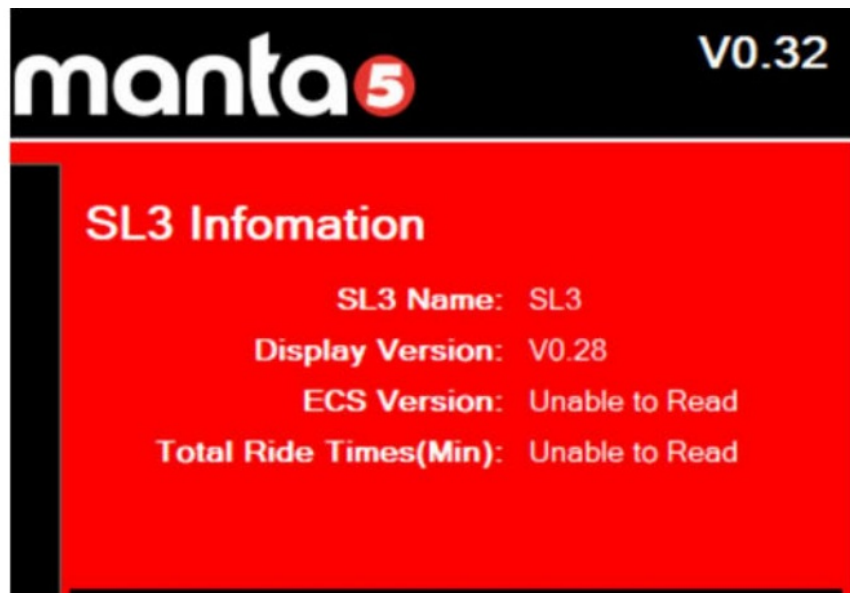 manta5
V0.32
SL3 Infomation
SL3 Name: SL3
Display Version: V0.28
ECS Version: Unable to Read
Total Ride Times(Min): Unable to Read